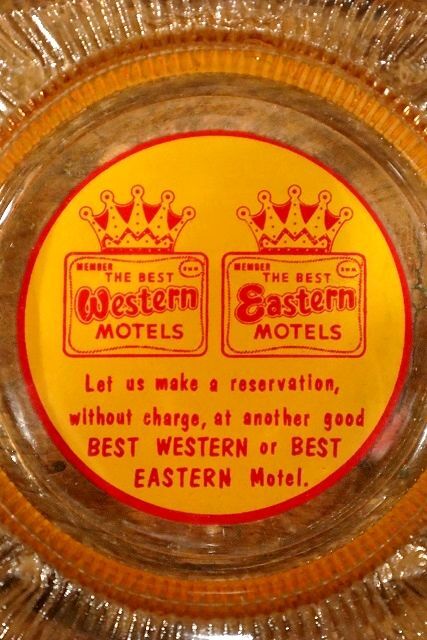 MEMBER
THE BEST
Western
MOTELS
MEMBER
THE BEST
Eastern
MOTELS
Let us make a reservation,
without charge, at another good
BEST WESTERN or BEST
EASTERN Motel.